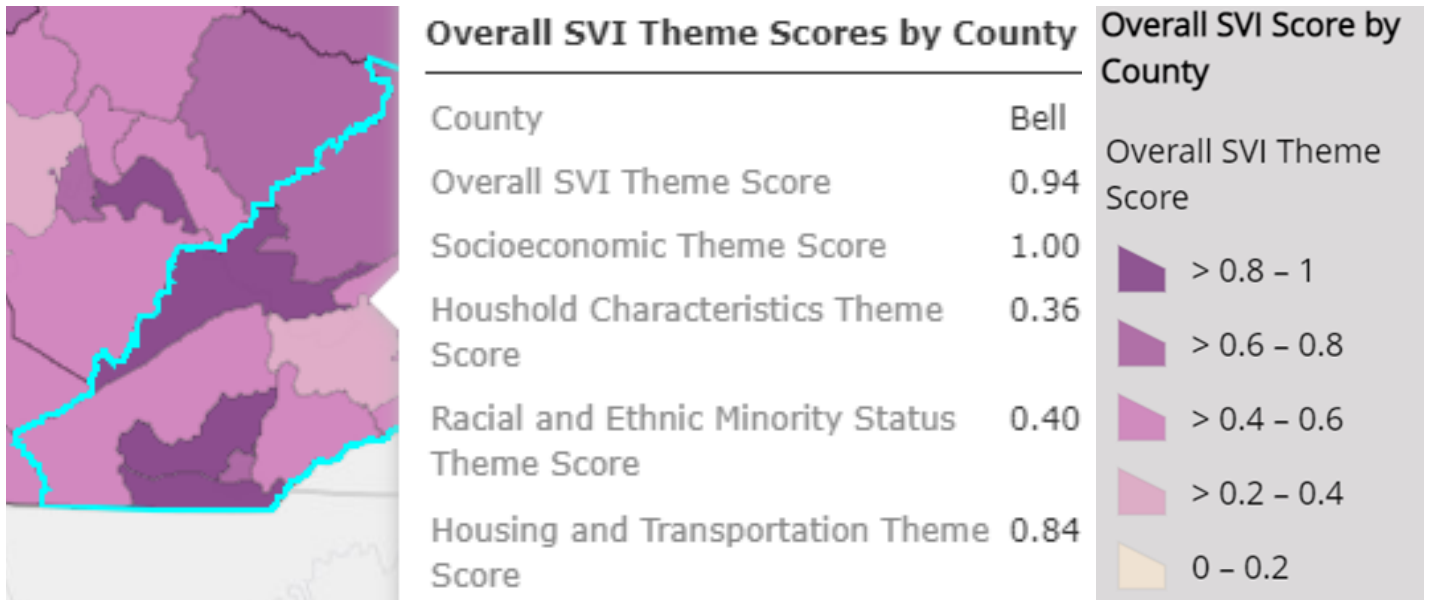 Overall SVI Theme Scores by County
County Bell
Overall SVI Theme Score 0.94
Socioeconomic Theme Score 1.00
Houshold Characteristics Theme 0.36
Score
Racial and Ethnic Minority Status 0.40
Theme Score
Housing and Transportation Theme 0.84
Score
Overall SVI Score by
County
Overall SVI Theme
Score
> 0.8 – 1
> 0.6 – 0.8
> 0.4 – 0.6
> 0.2 – 0.4
0 – 0.2